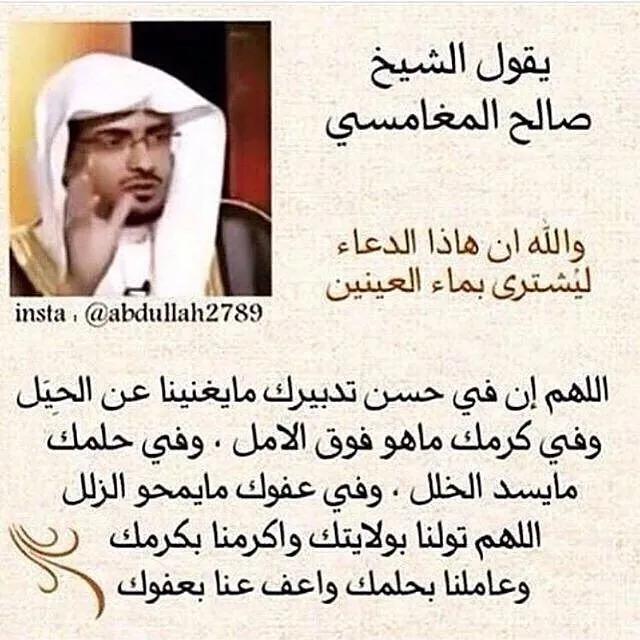 يقول الشيخ
صالح المغامسي
والله ان هاذا الدعاء
ليُشترى بماء العينين
insta : @abdullah2789
اللهم إن في حسن تدبيرك مايغنينا عن الحيَل
وفي كرمك ماهو فوق الامل ، وفي حلمك
مايسد الخلل ، وفي عفوك مايمحو الزلل
اللهم تولنا بولايتك واكرمنا بكرمك
وعاملنا بحلمك واعف عنا بعفوك